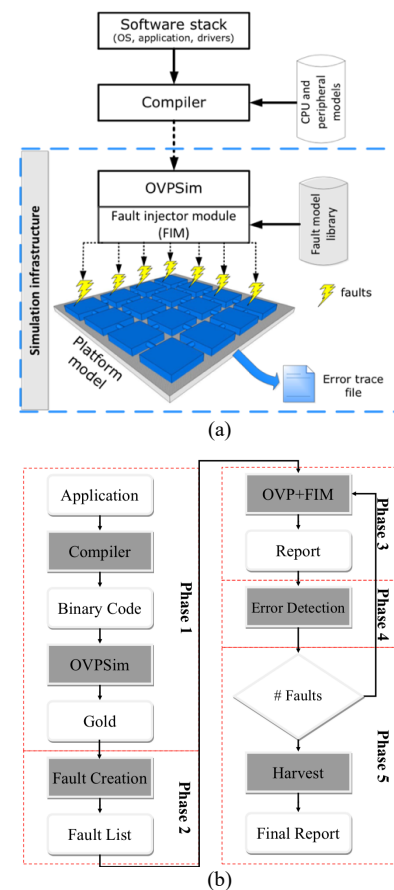 Software stack
(OS, application, drivers)
Compiler
CPU and
peripheral
models
Simulation infrastructure
OVPSim
Fault injector module
(FIM)
Fault model
library
faults
Platform
model
Error trace
file
(a)
Application
Compiler
Binary Code
OVPSim
Gold
Phase 1
Fault Creation
Fault List
Phase 2
OVP+FIM
Report
Phase 3
Error Detection
Phase 4
# Faults
Harvest
Final Report
Phase 5
(b)